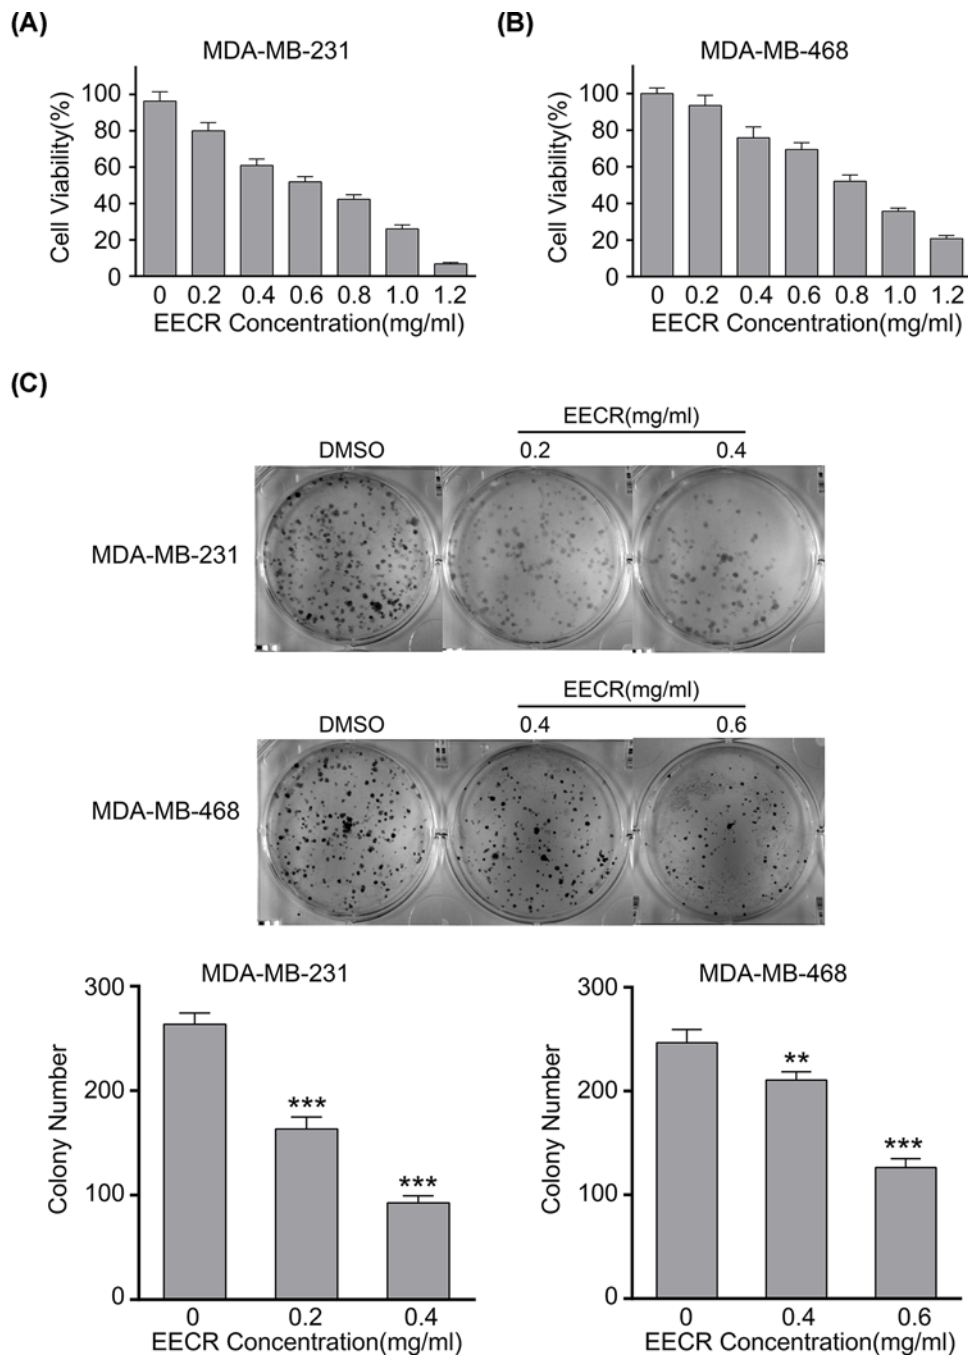 (A)
MDA-MB-231
Cell Viability(%)
100
80
60
40
20
0
0 0.2 0.4 0.6 0.8 1.0 1.2
EECR Concentration(mg/ml)
(B)
MDA-MB-468
Cell Viability(%)
100
80
60
40
20
0
0 0.2 0.4 0.6 0.8 1.0 1.2
EECR Concentration(mg/ml)
(C)
EECR(mg/ml)
DMSO 0.2 0.4
MDA-MB-231
EECR(mg/ml)
DMSO 0.4 0.6
MDA-MB-468
MDA-MB-231
Colony Number
300
200
100
0
***
***
0 0.2 0.4
EECR Concentration(mg/ml)
MDA-MB-468
Colony Number
300
200
100
0
**
***
0 0.4 0.6
EECR Concentration(mg/ml)